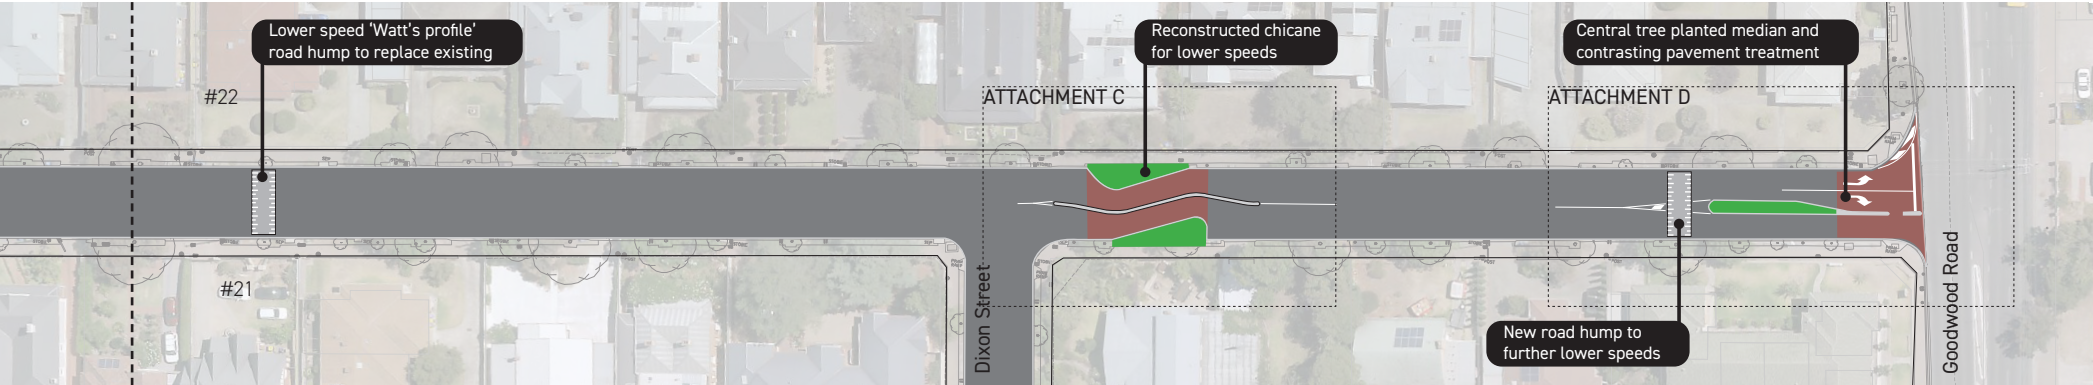 Lower speed ‘Watt’s profile’
road hump to replace existing
Reconstructed chicane
for lower speeds
Central tree planted median and
contrasting pavement treatment
#22
ATTACHMENT C
ATTACHMENT D
#21
Dixon Street
Goodwood Road
New road hump to
further lower speeds